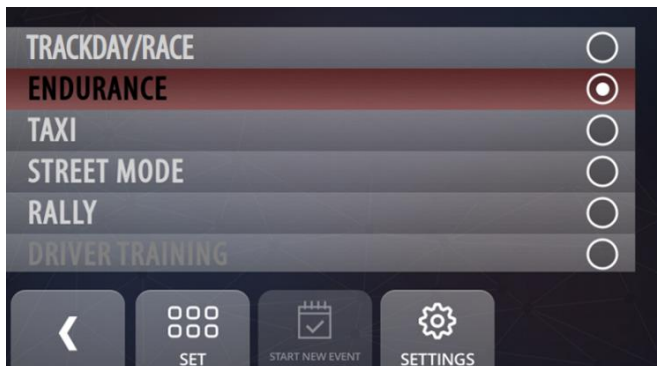 TRACKDAY/RACE
ENDURANCE
TAXI
STREET MODE
RALLY
DRIVER TRAINING
SET
START NEW EVENT
SETTINGS